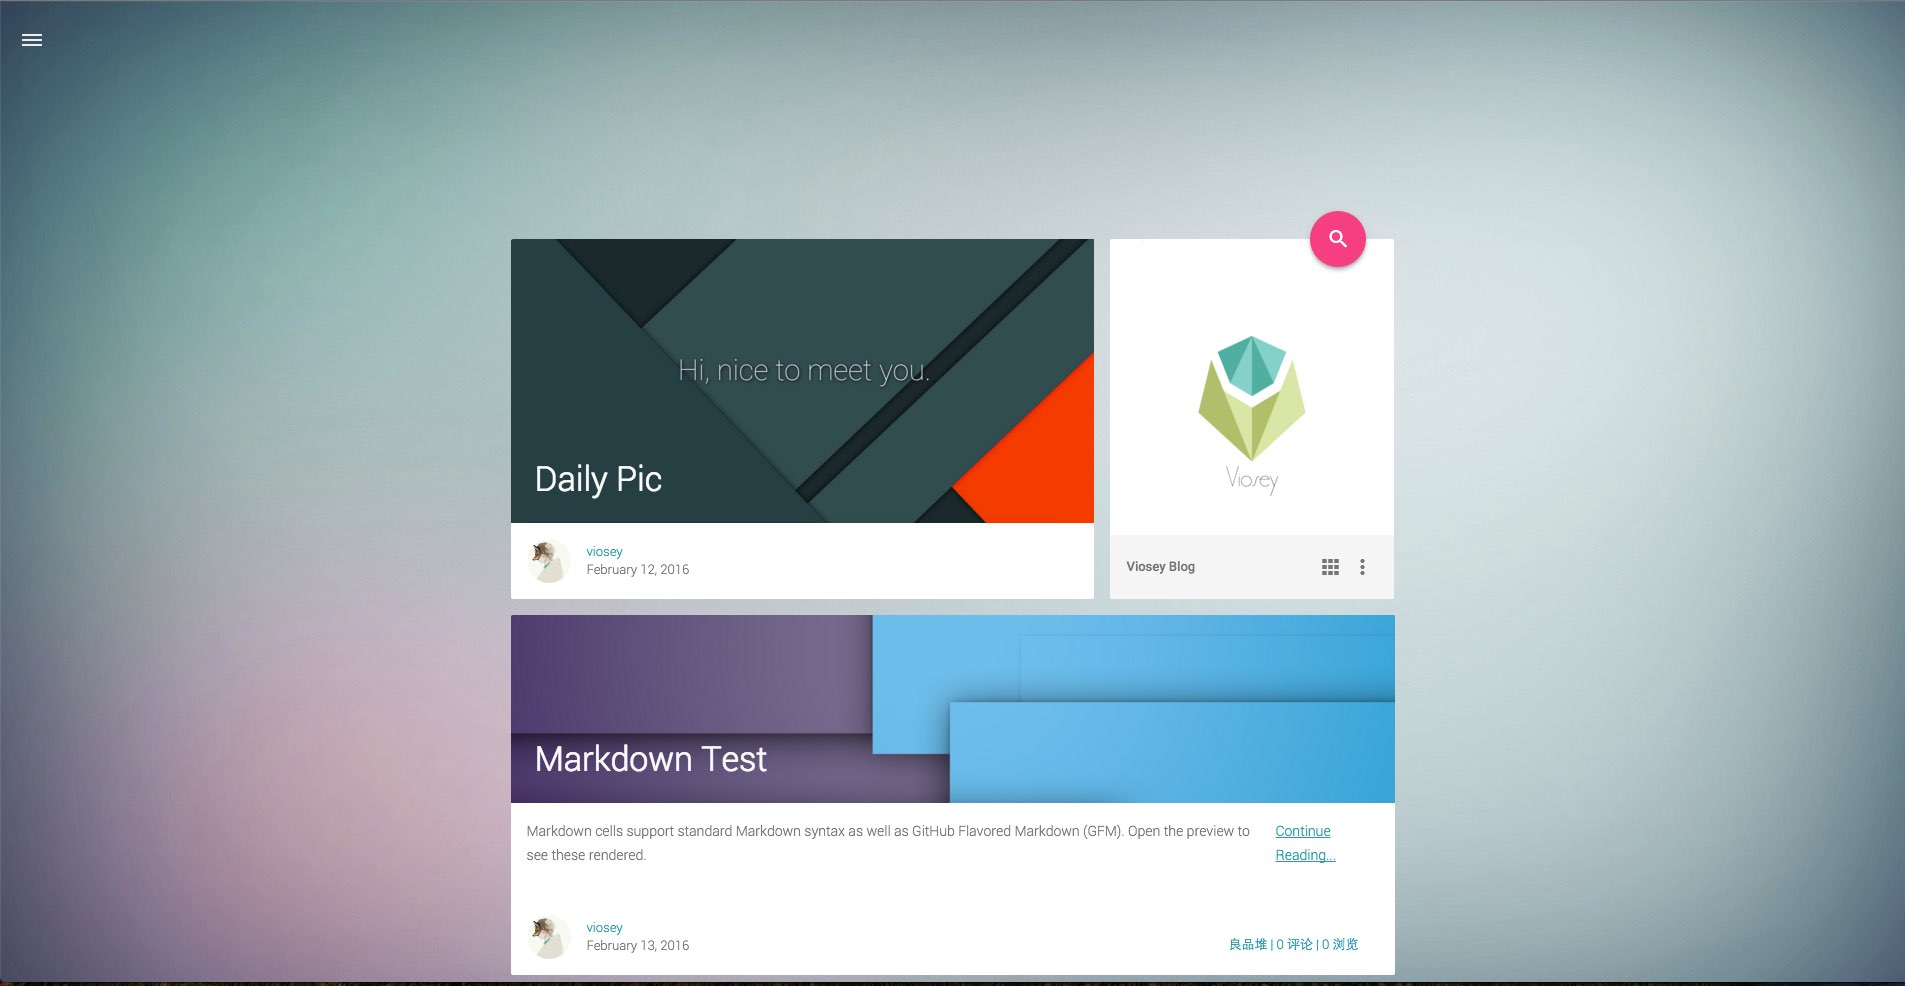 Hi, nice to meet you.
Daily Pic
viosey
February 12, 2016
Viosey
Viosey Blog
Markdown Test
Markdown cells support standard Markdown syntax as well as GitHub Flavored Markdown (GFM). Open the preview to
see these rendered.
Continue
Reading...
viosey
February 13, 2016
良品堆 | 0 评论 | 0 浏览